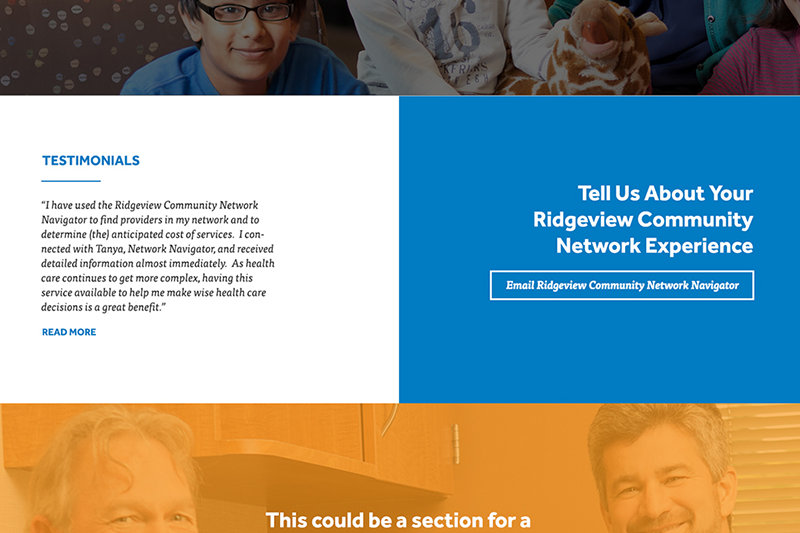 TESTIMONIALS
“I have used the Ridgeview Community Network
Navigator to find providers in my network and to
determine (the) anticipated cost of services.  I con-
nected with Tanya, Network Navigator, and received
detailed information almost immediately.  As health
care continues to get more complex, having this
service available to help me make wise health care
decisions is a great benefit.”
READ MORE
Tell Us About Your
Ridgeview Community
Network Experience
Email Ridgeview Community Network Navigator
This could be a section for a